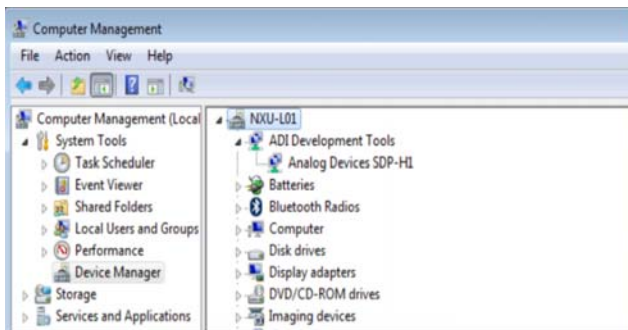 Computer Management
File Action View Help
Computer Management (Local
System Tools
Task Scheduler
Event Viewer
Shared Folders
Local Users and Groups
Performance
Device Manager
Storage
Services and Applications
NXU-L01
ADI Development Tools
Analog Devices SDP-H1
Batteries
Bluetooth Radios
Computer
Disk drives
Display adapters
DVD/CD-ROM drives
Imaging devices